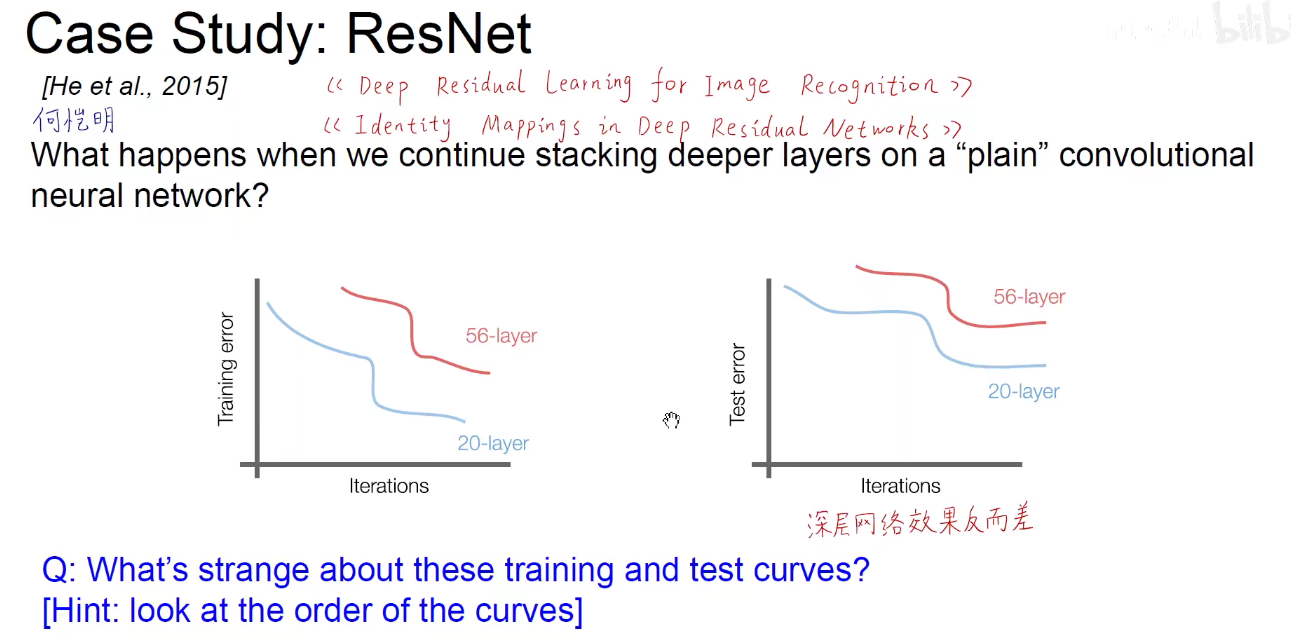 Case Study: ResNet
[He et al., 2015]
<< Deep Residual Learning for Image Recognition >>
何恺明
<< Identity Mappings in Deep Residual Networks >>
What happens when we continue stacking deeper layers on a “plain” convolutional
neural network?
Training error
56-layer
20-layer
Iterations
Test error
56-layer
20-layer
Iterations
深层网络效果反而差
Q: What’s strange about these training and test curves?
[Hint: look at the order of the curves]